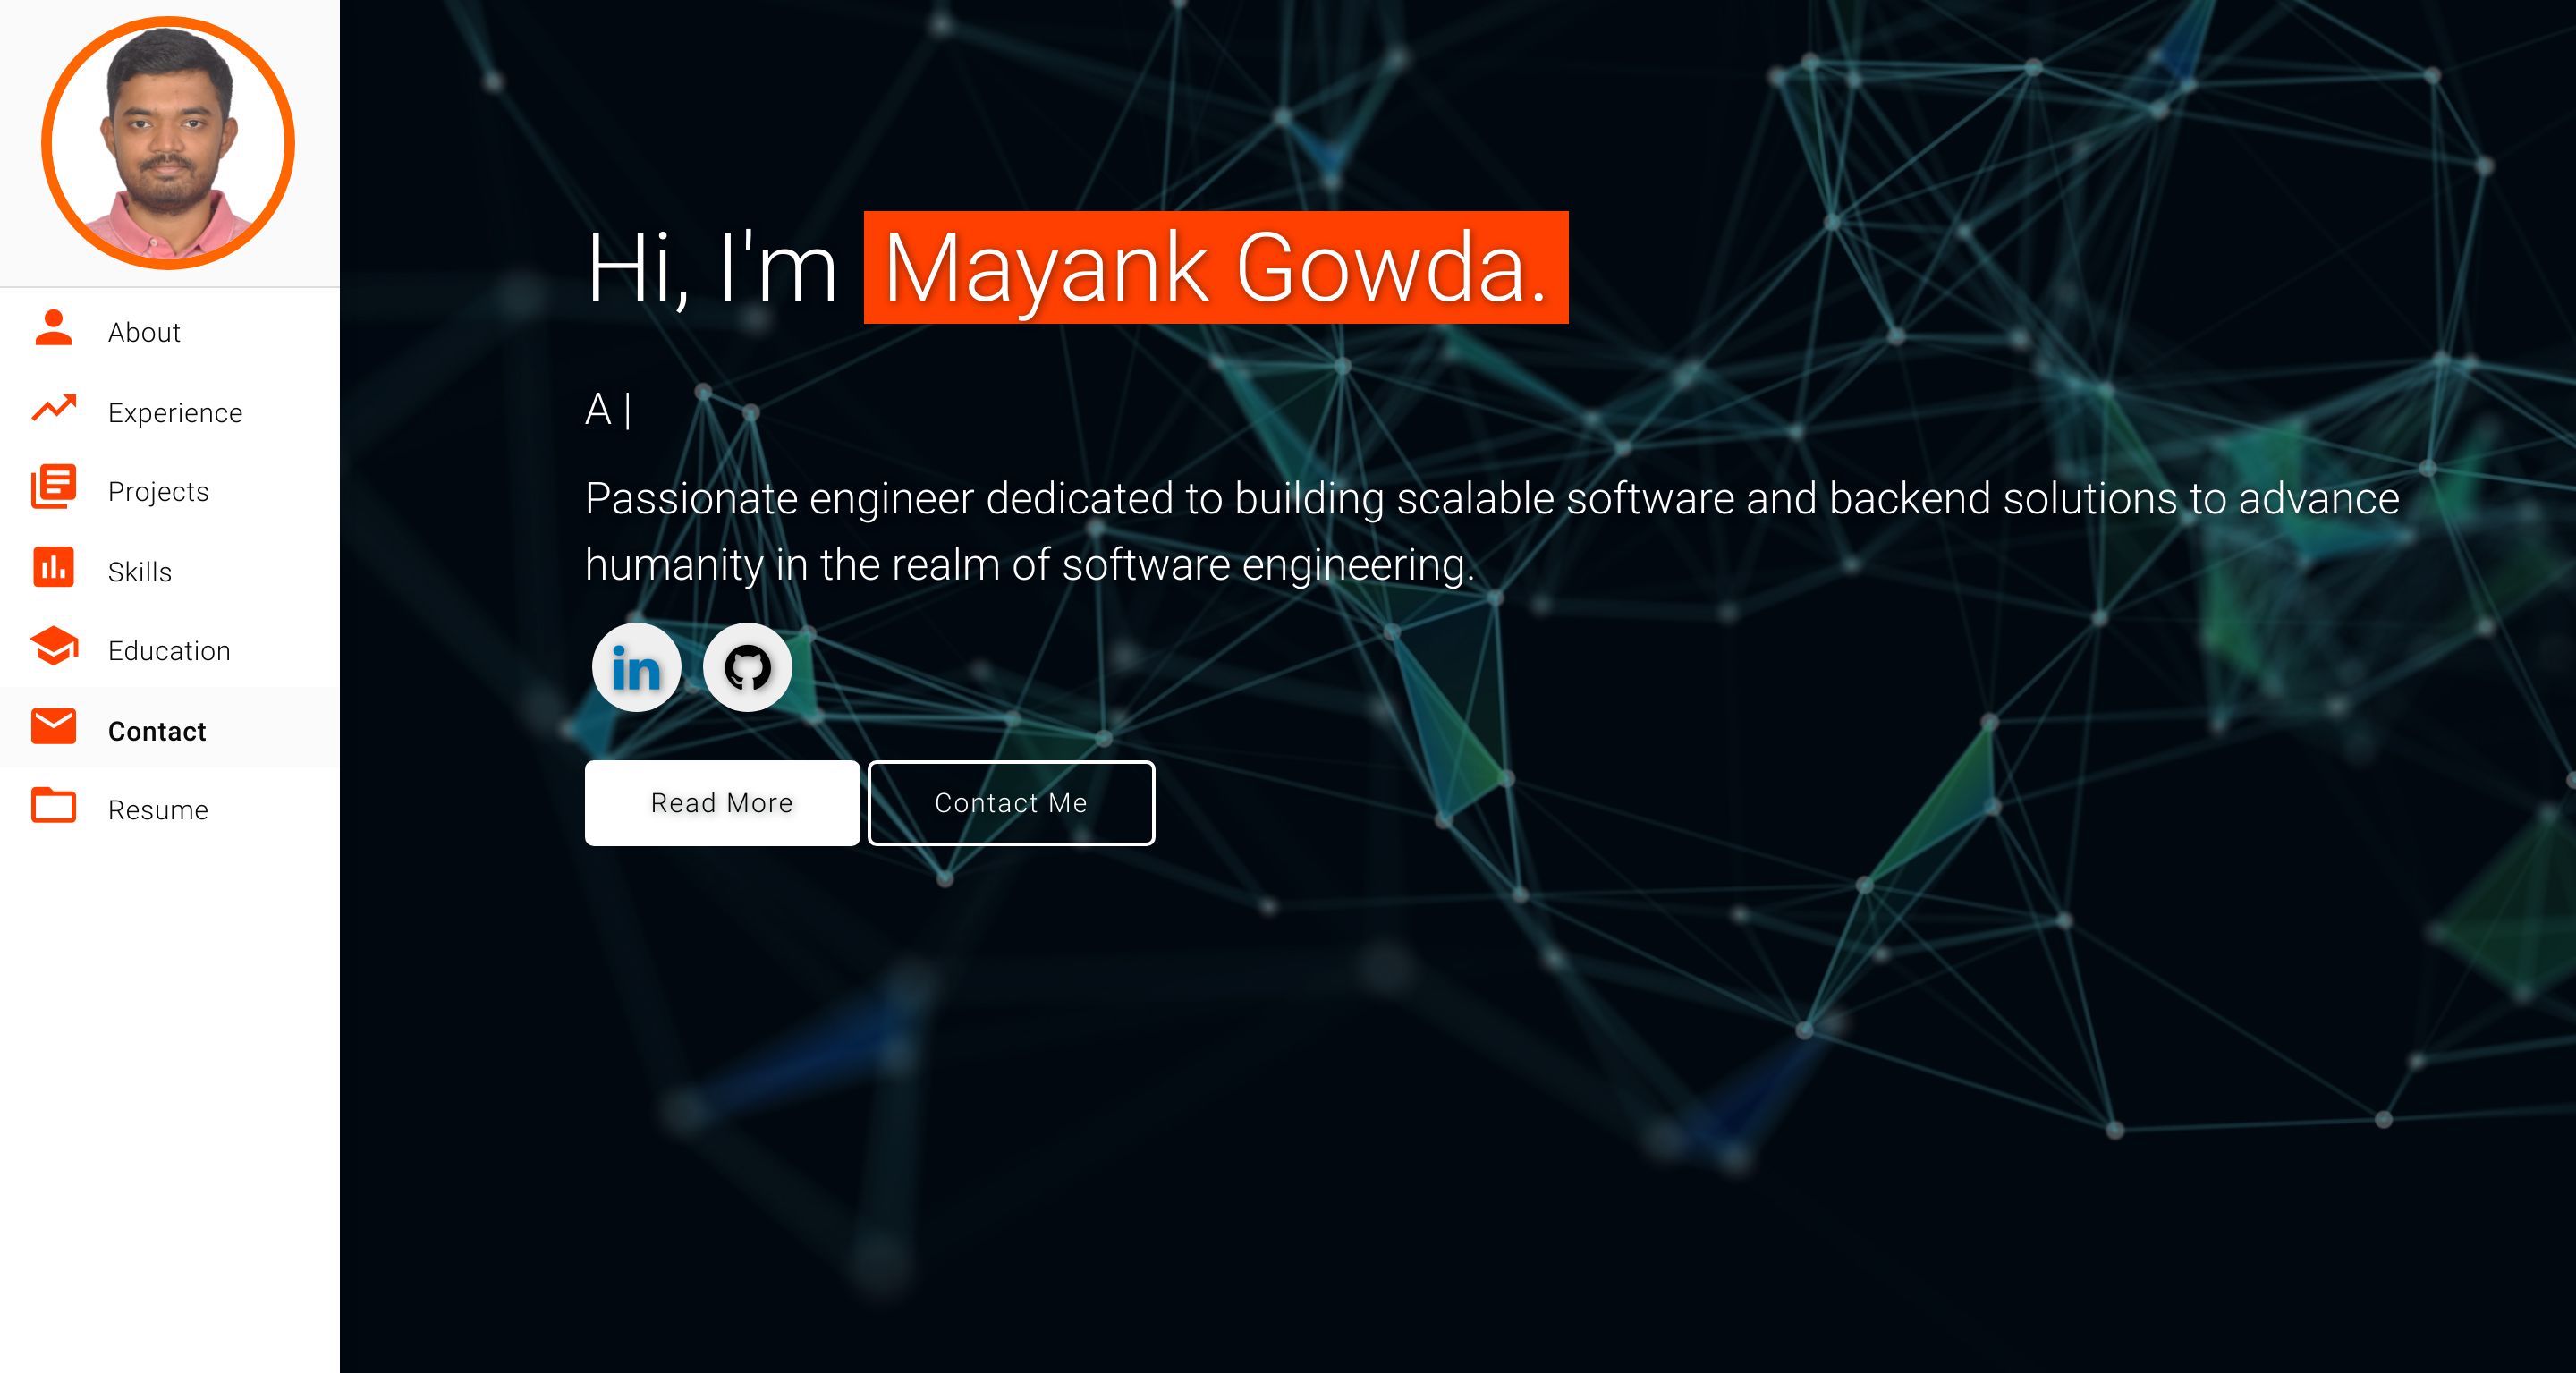 About
Experience
Projects
Skills
Education
Contact
Resume
Hi, I'm Mayank Gowda.
A |
Passionate engineer dedicated to building scalable software and backend solutions to advance
humanity in the realm of software engineering.
in
Read More
Contact Me